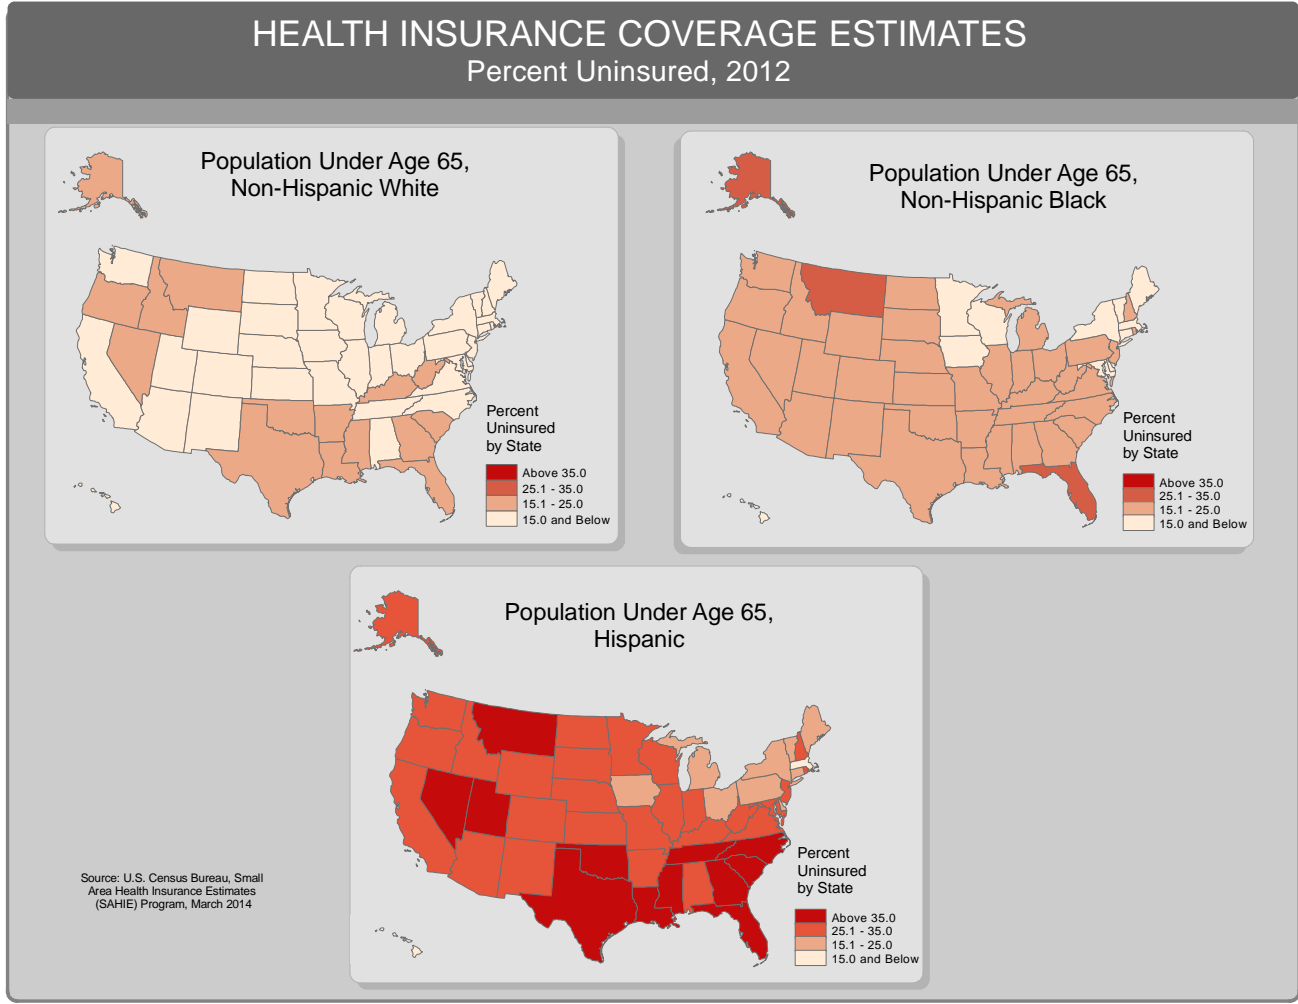 HEALTH INSURANCE COVERAGE ESTIMATES
Percent Uninsured, 2012
Population Under Age 65,
Non-Hispanic White
Percent
Uninsured
by State
Above 35.0
25.1 - 35.0
15.1 - 25.0
15.0 and Below
Population Under Age 65,
Non-Hispanic Black
Percent
Uninsured
by State
Above 35.0
25.1 - 35.0
15.1 - 25.0
15.0 and Below
Population Under Age 65,
Hispanic
Percent
Uninsured
by State
Above 35.0
25.1 - 35.0
15.1 - 25.0
15.0 and Below
Source: U.S. Census Bureau, Small
Area Health Insurance Estimates
(SAHIE) Program, March 2014